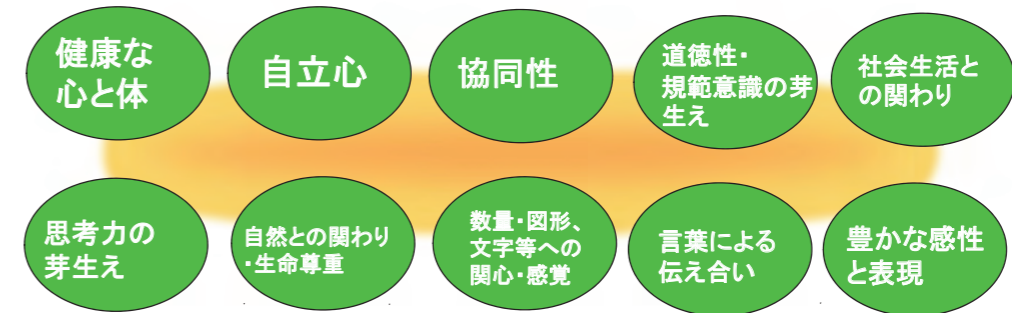 健康な
心と体
自立心
協同性
道徳性・
規範意識の芽
生え
社会生活と
の関わり
思考力の
芽生え
自然との関わり
・生命尊重
数量・図形、
文字等への
関心・感覚
言葉による
伝え合い
豊かな感性
と表現